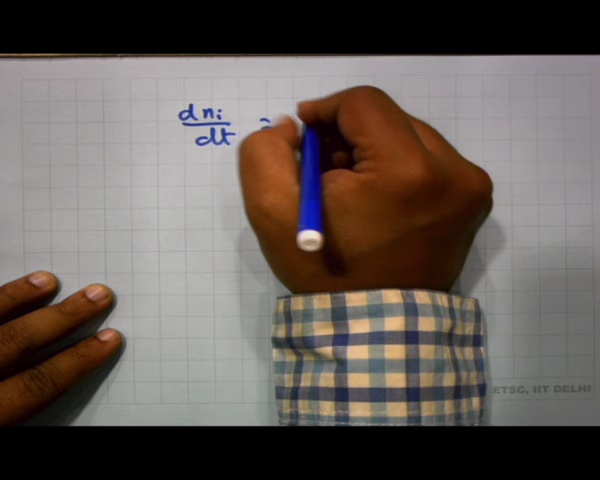 dni
dt =
ETSC, IIT DELHI